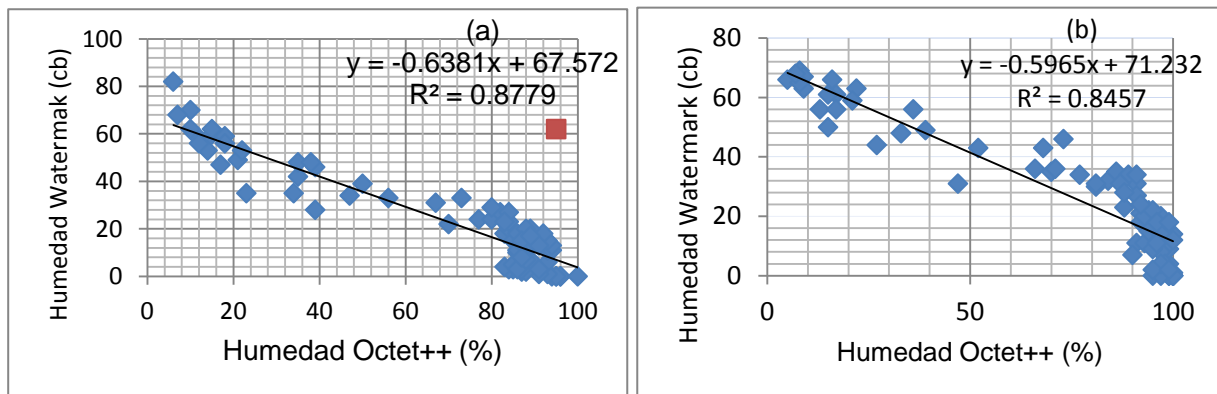 (a)
y = -0.6381x + 67.572
R² = 0.8779
Humedad Watermak (cb)
100
80
60
40
20
0
0 20 40 60 80 100
Humedad Octet++ (%)
(b)
y = -0.5965x + 71.232
R² = 0.8457
Humedad Watermark (cb)
80
60
40
20
0
0 50 100
Humedad Octet++ (%)